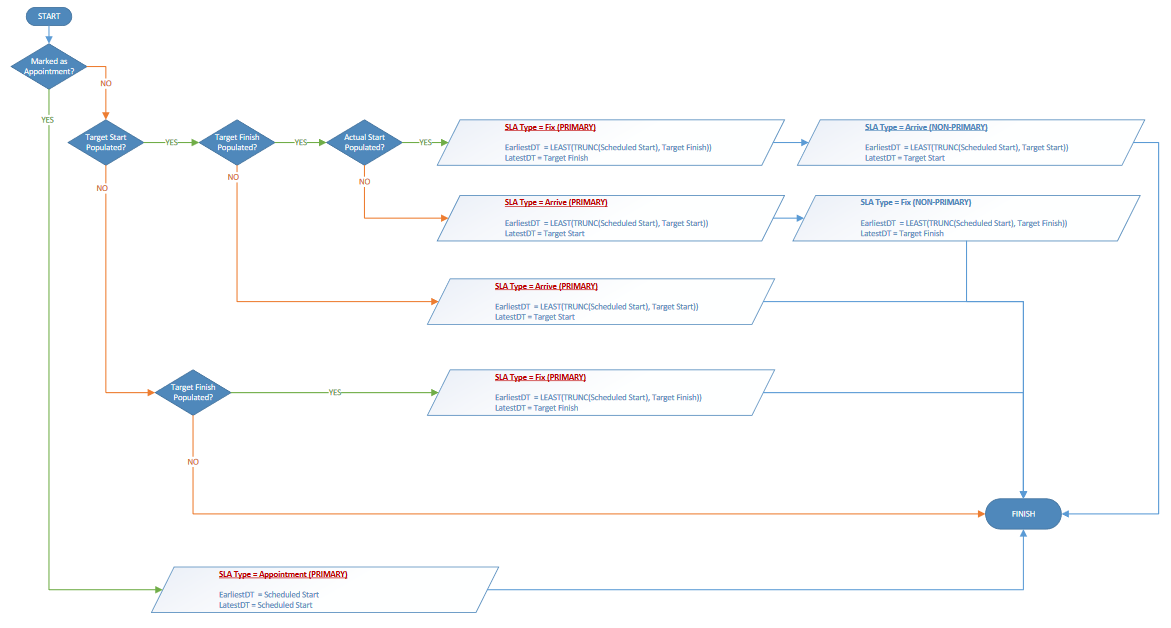 START
Marked as
Appointment?
NO
YES
Target Start
Populated?
YES
Target Finish
Populated?
YES
Actual Start
Populated?
YES
SLA Type = Fix (PRIMARY)
EarliestDT = LEAST(TRUNC(Scheduled Start), Target Finish))
LatestDT = Target Finish
SLA Type = Arrive (NON-PRIMARY)
EarliestDT = LEAST(TRUNC(Scheduled Start), Target Start))
LatestDT = Target Start
NO
NO
NO
SLA Type = Arrive (PRIMARY)
EarliestDT = LEAST(TRUNC(Scheduled Start), Target Start))
LatestDT = Target Start
SLA Type = Fix (NON-PRIMARY)
EarliestDT = LEAST(TRUNC(Scheduled Start), Target Finish))
LatestDT = Target Finish
SLA Type = Arrive (PRIMARY)
EarliestDT = LEAST(TRUNC(Scheduled Start), Target Start))
LatestDT = Target Start
Target Finish
Populated?
YES
SLA Type = Fix (PRIMARY)
EarliestDT = LEAST(TRUNC(Scheduled Start), Target Finish))
LatestDT = Target Finish
NO
FINISH
SLA Type = Appointment (PRIMARY)
EarliestDT = Scheduled Start
LatestDT = Scheduled Start